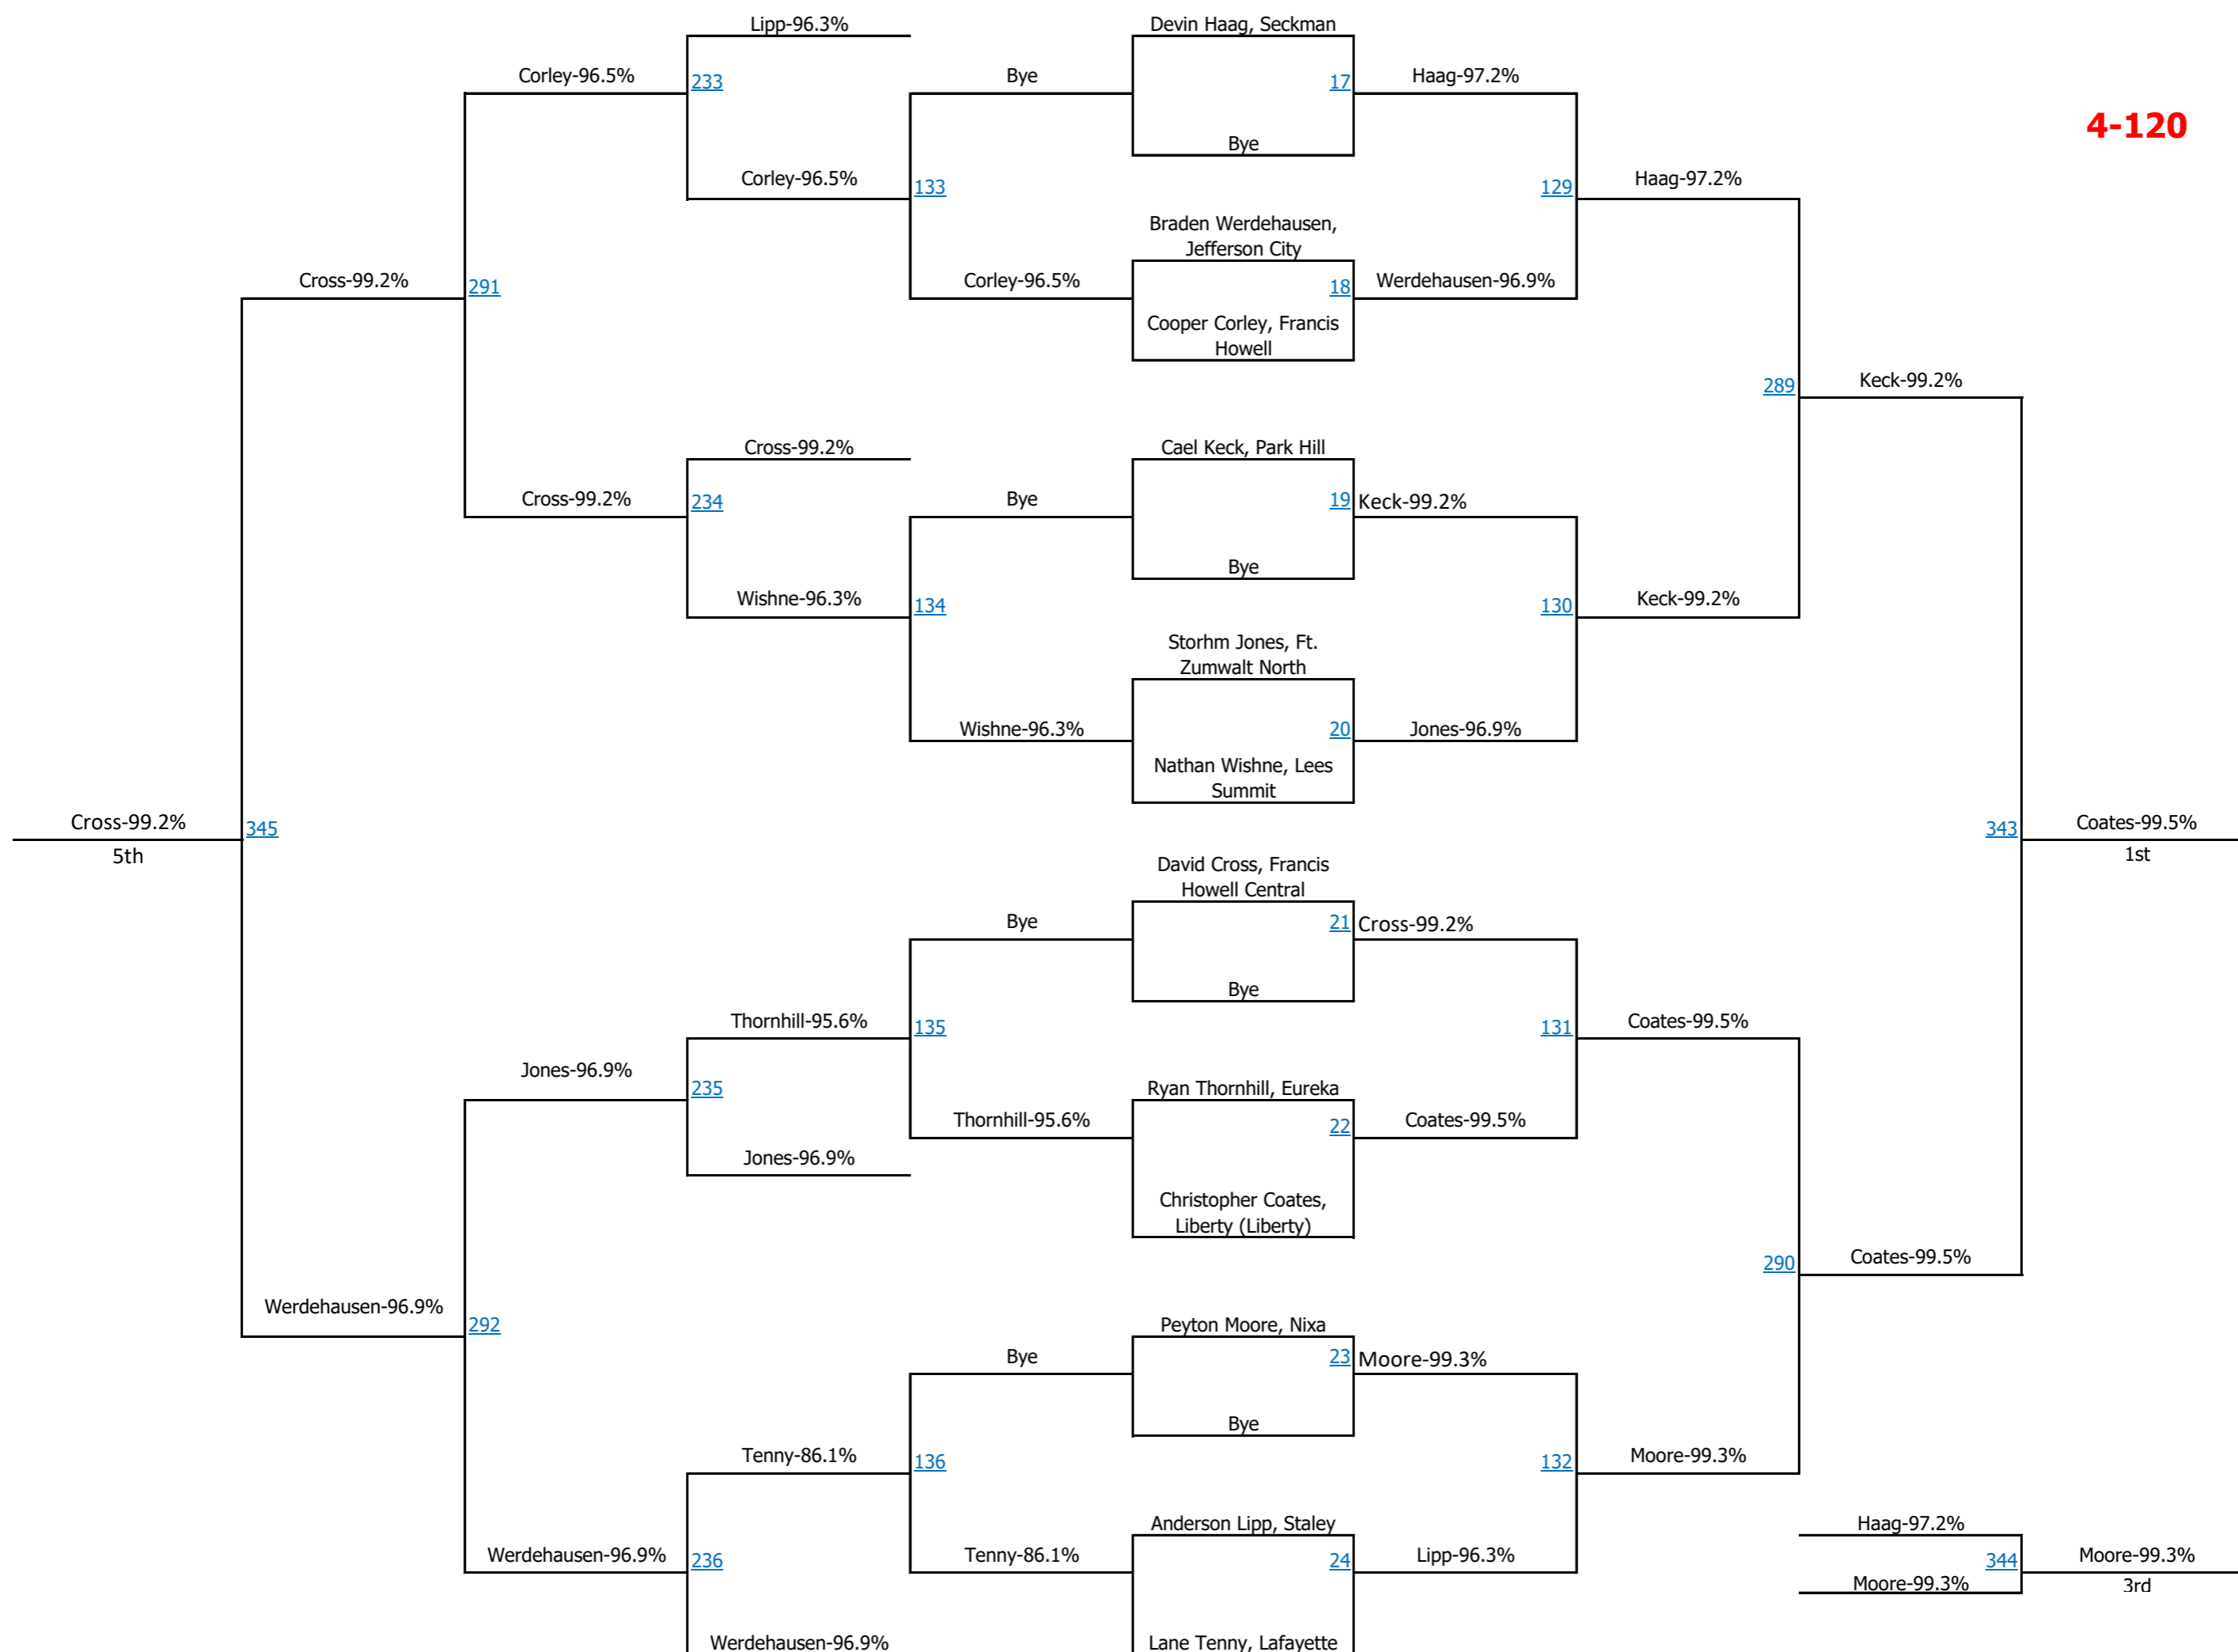 Lipp-96.3%
Devin Haag, Seckman
Corley-96.5%
233
Bye
17
Haag-97.2%
4-120
Bye
Corley-96.5%
133
129
Haag-97.2%
Braden Werdehausen,
Jefferson City
Cross-99.2%
291
Corley-96.5%
18
Werdehausen-96.9%
Cooper Corley, Francis
Howell
289
Keck-99.2%
Cross-99.2%
Cael Keck, Park Hill
Cross-99.2%
234
Bye
19
Keck-99.2%
Bye
Wishne-96.3%
134
130
Keck-99.2%
Storhm Jones, Ft.
Zumwalt North
Wishne-96.3%
20
Jones-96.9%
Nathan Wishne, Lees
Summit
Cross-99.2%
5th
345
343
Coates-99.5%
1st
David Cross, Francis
Howell Central
Bye
21
Cross-99.2%
Bye
Thornhill-95.6%
135
131
Coates-99.5%
Jones-96.9%
235
Ryan Thornhill, Eureka
Thornhill-95.6%
22
Coates-99.5%
Jones-96.9%
Christopher Coates,
Liberty (Liberty)
290
Coates-99.5%
Werdehausen-96.9%
292
Peyton Moore, Nixa
Bye
23
Moore-99.3%
Bye
Tenny-86.1%
136
132
Moore-99.3%
Anderson Lipp, Staley
Haag-97.2%
Werdehausen-96.9%
236
Tenny-86.1%
24
Lipp-96.3%
344
Moore-99.3%
Moore-99.3%
3rd
Werdehausen-96.9%
Lane Tenny, Lafayette